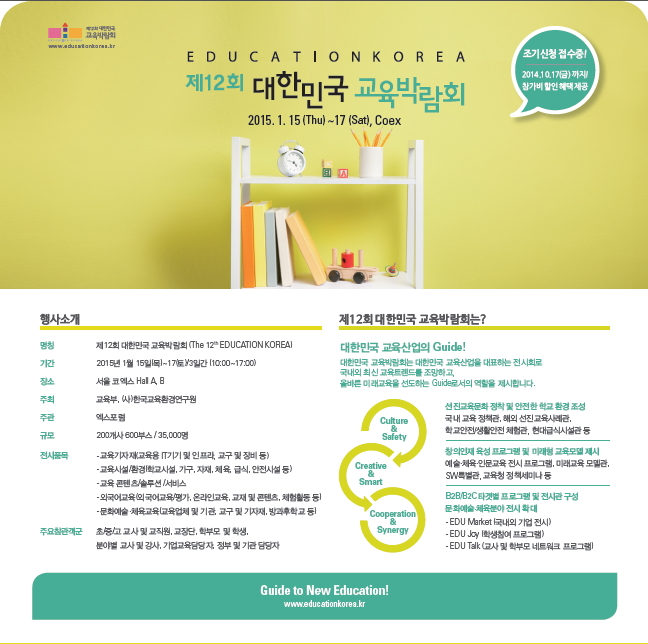 제12회 대한민국
교육박람회
www.educationkorea.kr
EDUCATIONKOREA
제12회 대한민국 교육박람회
2015. 1. 15 (Thu) ~17 (Sat), Coex
조기신청 접수중!
2014.10.17(금) 까지!
참가비 할인 혜택 제공
행사소개
명칭 제12회 대한민국 교육박람회 (The 12th EDUCATION KOREA)
기간 2015년 1월 15일(목)~17(토)/3일간 (10:00~17:00)
장소 서울 코엑스 Hall A, B
주최 교육부, (사)한국교육환경연구원
주관 엑스포럼
규모 200개사 600부스 / 35,000명
전시품목 - 교육기자재(교육용 IT기기 및 인프라, 교구 및 장비 등)
- 교육시설/환경(학교시설, 가구, 자재, 체육, 급식, 안전시설 등)
- 교육 콘텐츠/솔루션 /서비스
- 외국어교육(외국어교육/평가, 온라인교육, 교재 및 콘텐츠, 체험활동 등)
- 문화예술·체육교육(교육업체 및 기관, 교구 및 기자재, 방과후학교 등)
주요참관객군 초/중/고 교사 및 교직원, 교장단, 학부모 및 학생,
분야별 교사 및 강사, 기업교육담당자, 정부 및 기관 담당자
제12회 대한민국 교육박람회는?
대한민국 교육산업의 Guide!
대한민국 교육박람회는 대한민국 교육산업을 대표하는 전시회로
국내외 최신 교육트렌드를 조망하고,
올바른 미래교육을 선도하는 Guide로서의 역할을 제시합니다.
Culture
&
Safety
선진교육문화 정착 및 안전한 학교 환경 조성
국내 교육 정책관, 해외 선진교육사례관,
학교안전/생활안전 체험관, 현대급식시설관 등
Creative
&
Smart
창의인재 육성 프로그램 및 미래형 교육모델 제시
예술·체육·인문교육 전시 프로그램, 미래교육 모델관,
SW특별관, 교육청 정책세미나 등
Cooperation
&
Synergy
B2B/B2C 타겟별 프로그램 및 전시관 구성
문화예술·체육분야 전시 확대
- EDU Market (국내외 기업 전시)
- EDU Joy (학생참여 프로그램)
- EDU Talk (교사 및 학부모 네트워크 프로그램)
Guide to New Education!
www.educationkorea.kr